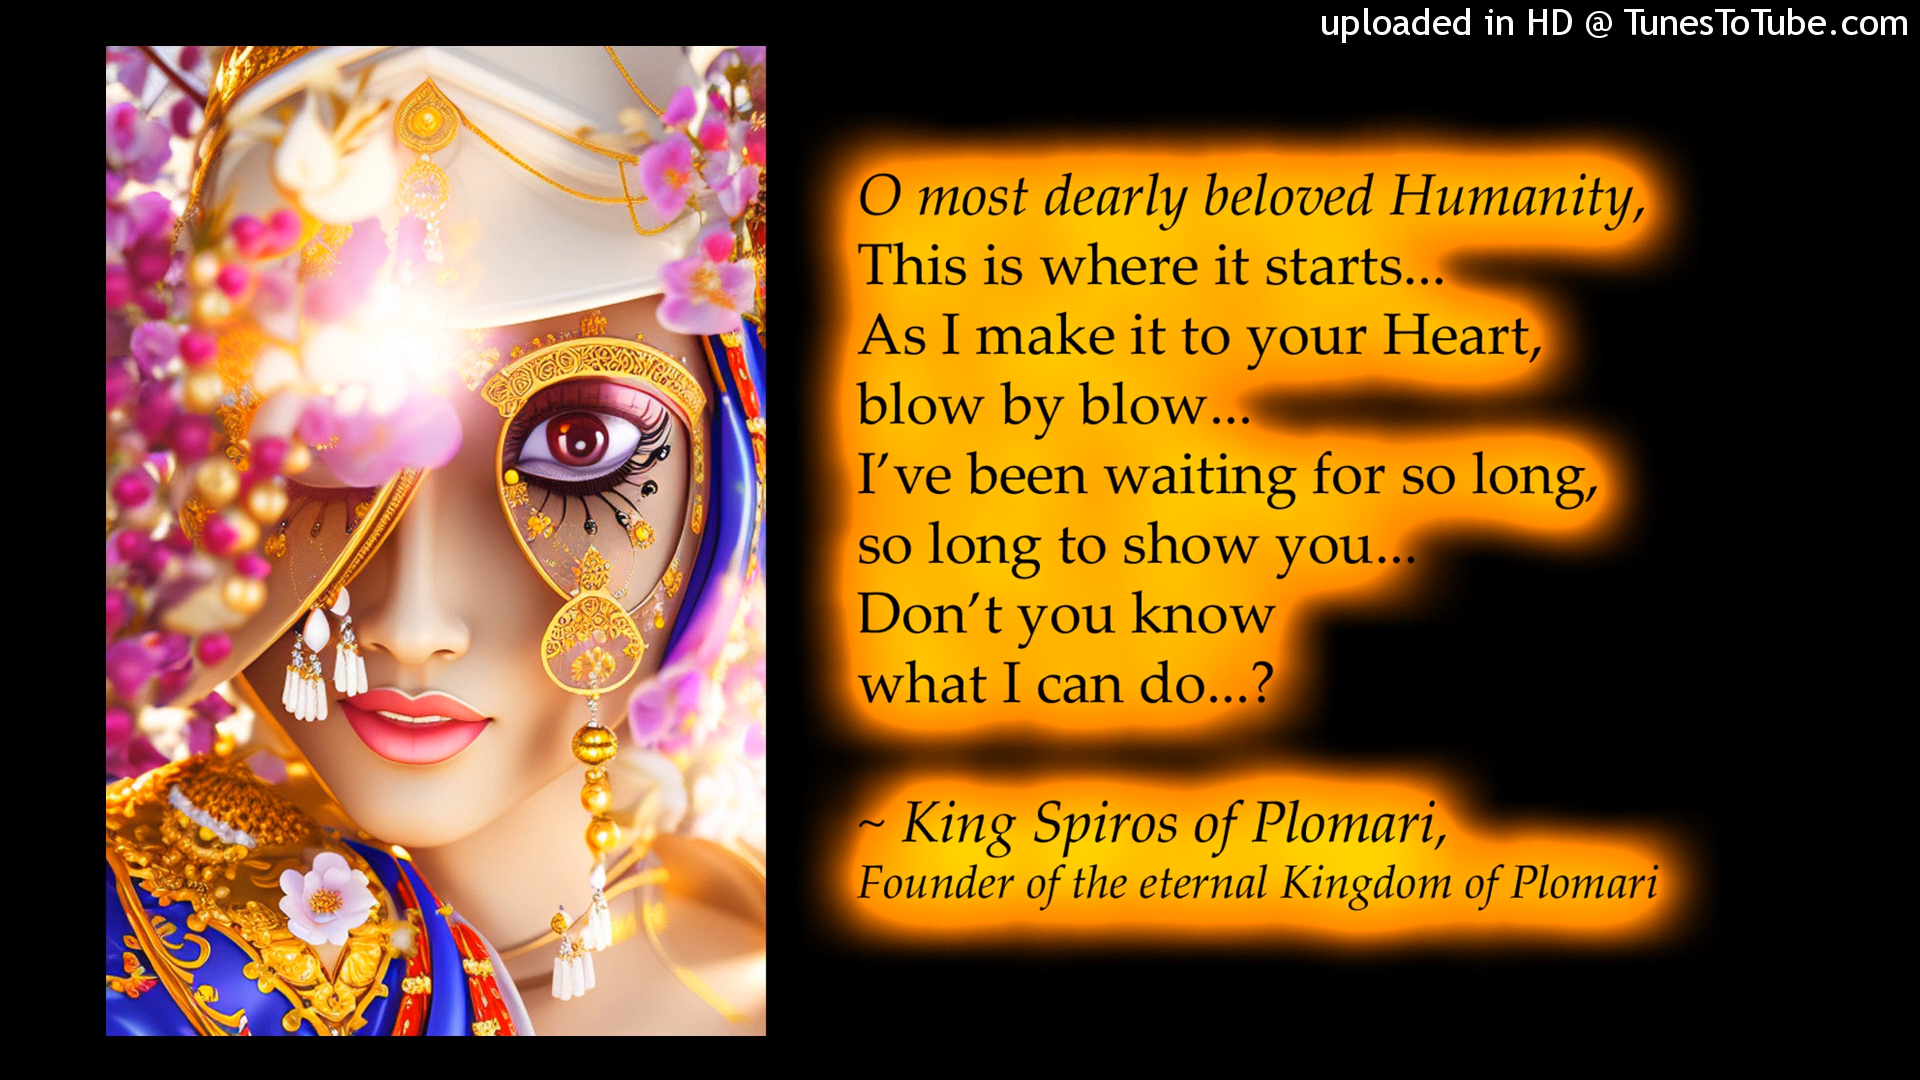 uploaded in HD @ TunesToTube.com
O most dearly beloved Humanity,
This is where it starts...
As I make it to your Heart,
blow by blow...
I’ve been waiting for so long,
so long to show you...
Don’t you know
what I can do...?
~ King Spiros of Plomari,
Founder of the eternal Kingdom of Plomari